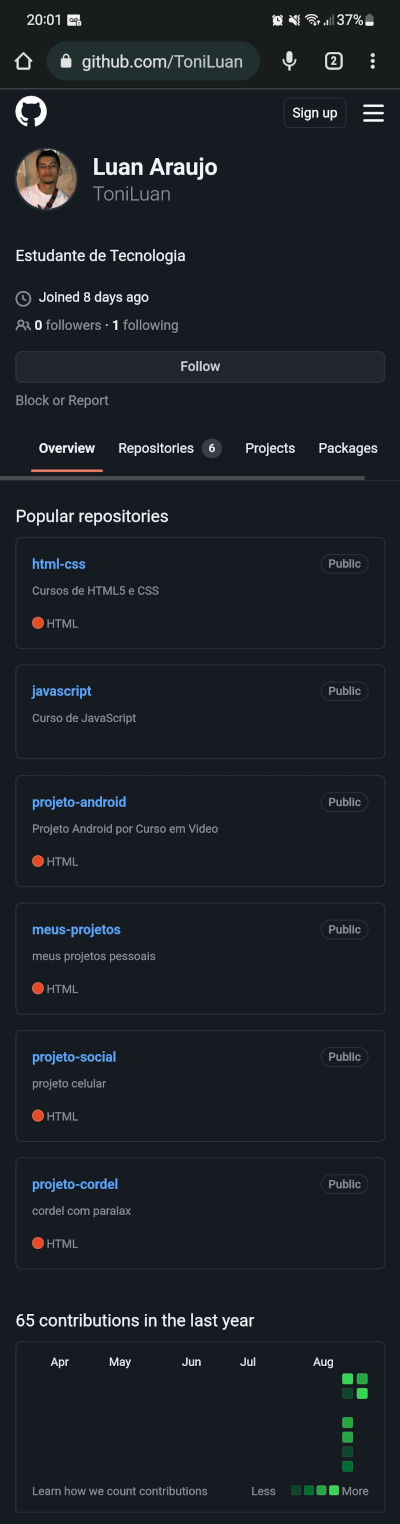 20:01 37%
github.com/ToniLuan 2
Sign up
Luan Araujo
ToniLuan
Estudante de Tecnologia
Joined 8 days ago
0 followers · 1 following
Follow
Block or Report
Overview Repositories 6 Projects Packages
Popular repositories
html-css Public
Cursos de HTML5 e CSS
HTML
javascript Public
Curso de JavaScript
projeto-android Public
Projeto Android por Curso em Video
HTML
meus-projetos Public
meus projetos pessoais
HTML
projeto-social Public
projeto celular
HTML
projeto-cordel Public
cordel com paralax
HTML
65 contributions in the last year
Apr May Jun Jul Aug
Learn how we count contributions Less More